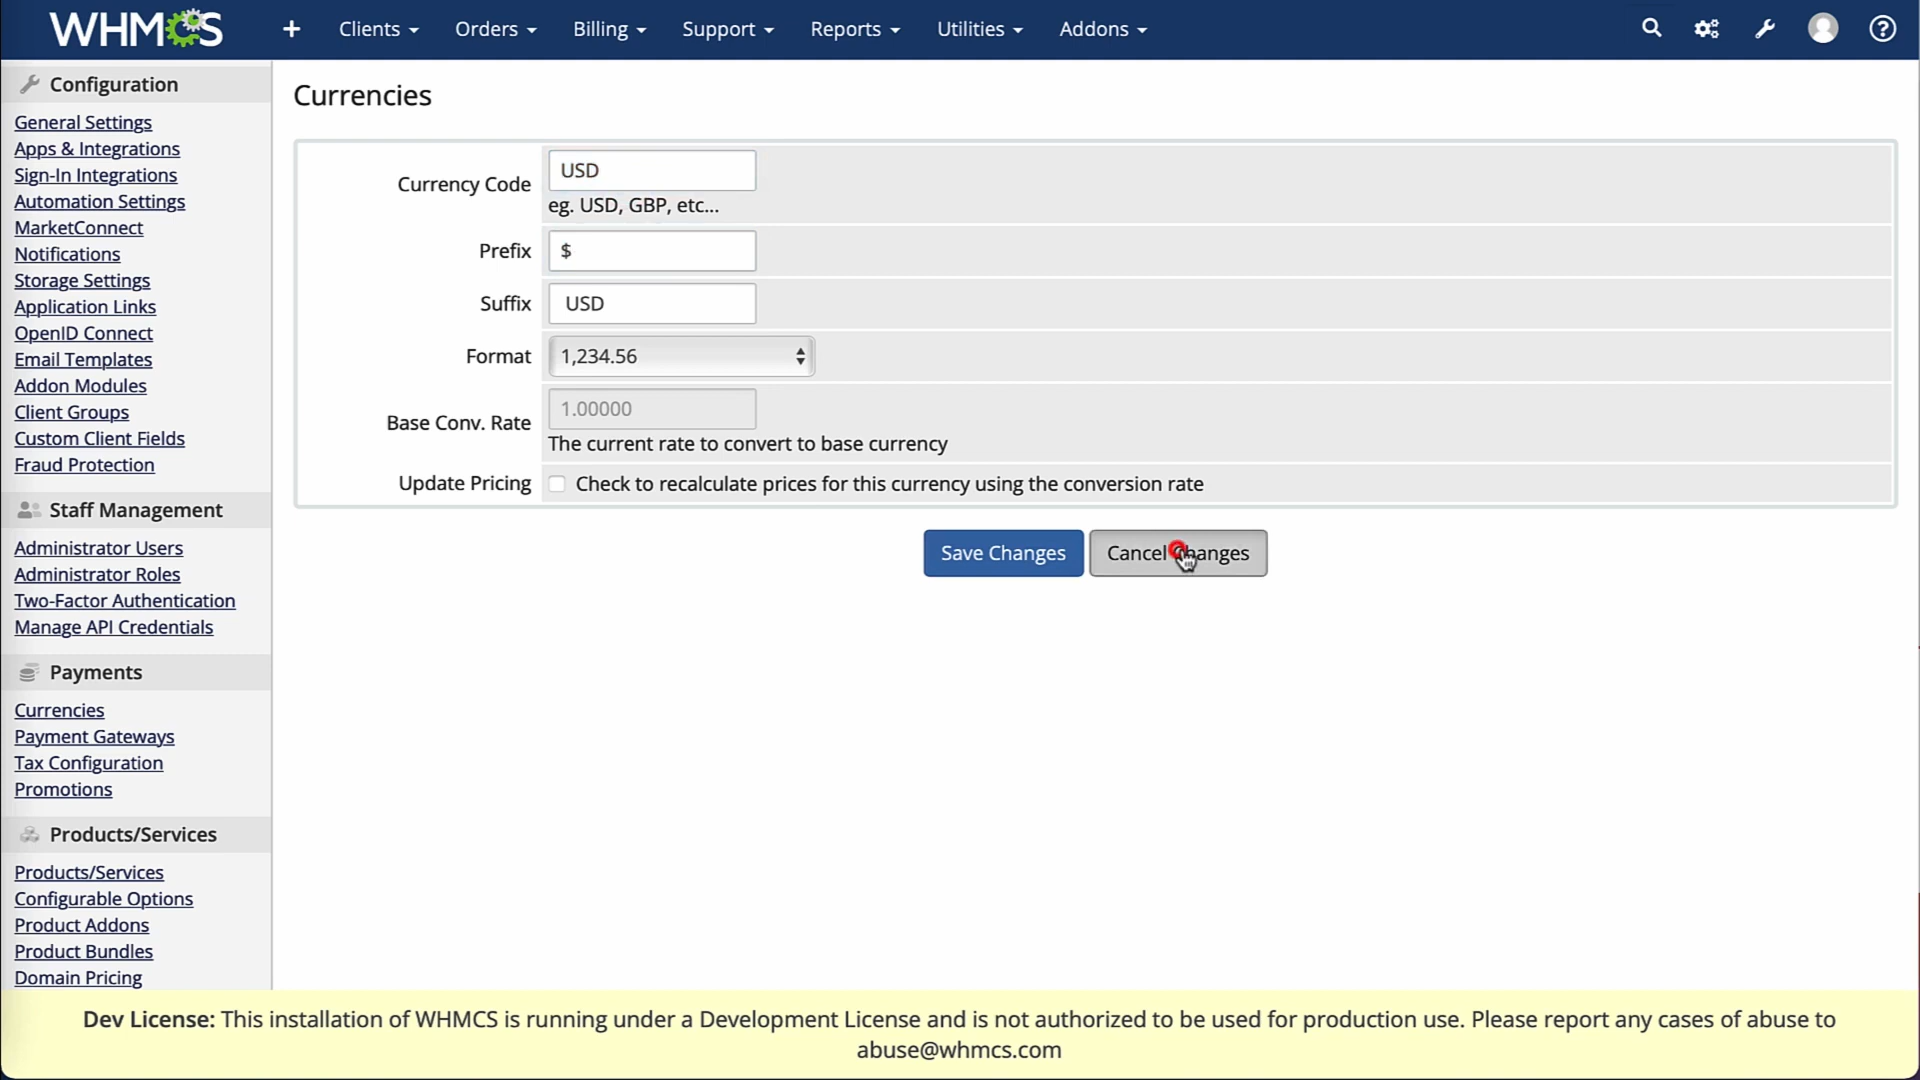 WHMCS
+ Clients Orders Billing Support Reports Utilities Addons
Configuration
General Settings
Apps & Integrations
Sign-In Integrations
Automation Settings
MarketConnect
Notifications
Storage Settings
Application Links
OpenID Connect
Email Templates
Addon Modules
Client Groups
Custom Client Fields
Fraud Protection
Staff Management
Administrator Users
Administrator Roles
Two-Factor Authentication
Manage API Credentials
Payments
Currencies
Payment Gateways
Tax Configuration
Promotions
Products/Services
Products/Services
Configurable Options
Product Addons
Product Bundles
Domain Pricing
Currencies
Currency Code USD
eg. USD, GBP, etc...
Prefix $
Suffix USD
Format 1,234.56
Base Conv. Rate 1.00000
The current rate to convert to base currency
Update Pricing Check to recalculate prices for this currency using the conversion rate
Save Changes Cancel Changes
Dev License: This installation of WHMCS is running under a Development License and is not authorized to be used for production use. Please report any cases of abuse to
abuse@whmcs.com